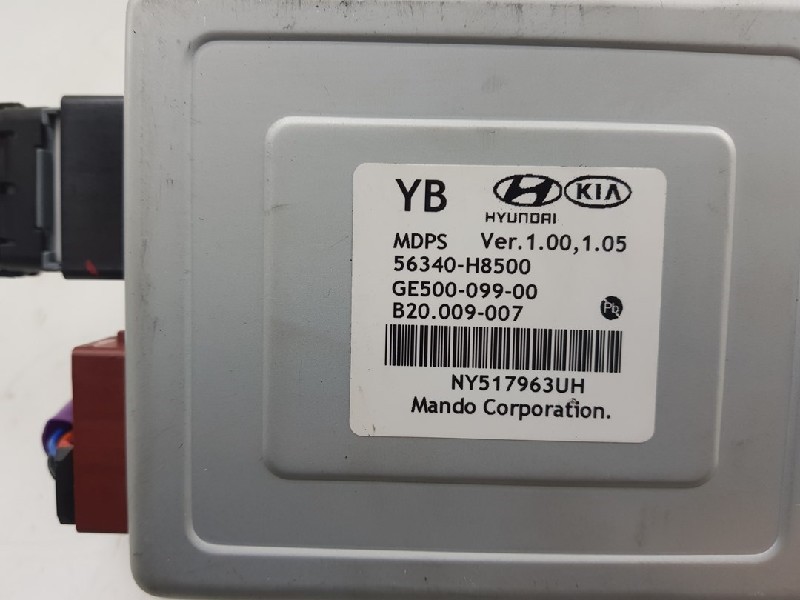 YB
HYUNDAI
KIA
MDPS Ver.1.00,1.05
56340-H8500
GE500-099-00
B20.009-007
Pb
NY517963UH
Mando Corporation.